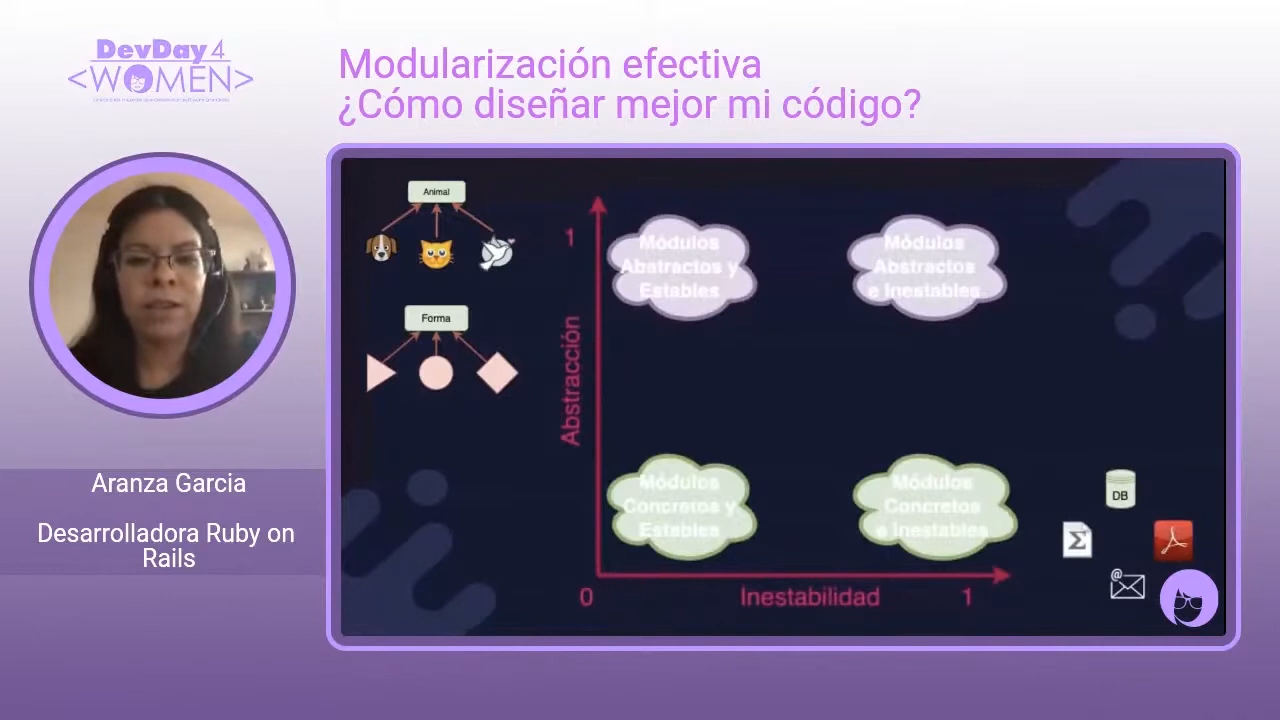 DevDay4
<WOMEN>
Modularización efectiva
¿Cómo diseñar mejor mi código?
Aranza Garcia
Desarrolladora Ruby on
Rails
Animal
Forma
1
Abstracción
Módulos
Abstractos y
Estables
Módulos
Abstractos
e Inestables
Módulos
Concretos y
Estables
Módulos
Concretos
e Inestables
0
Inestabilidad
1
DB
Σ
@